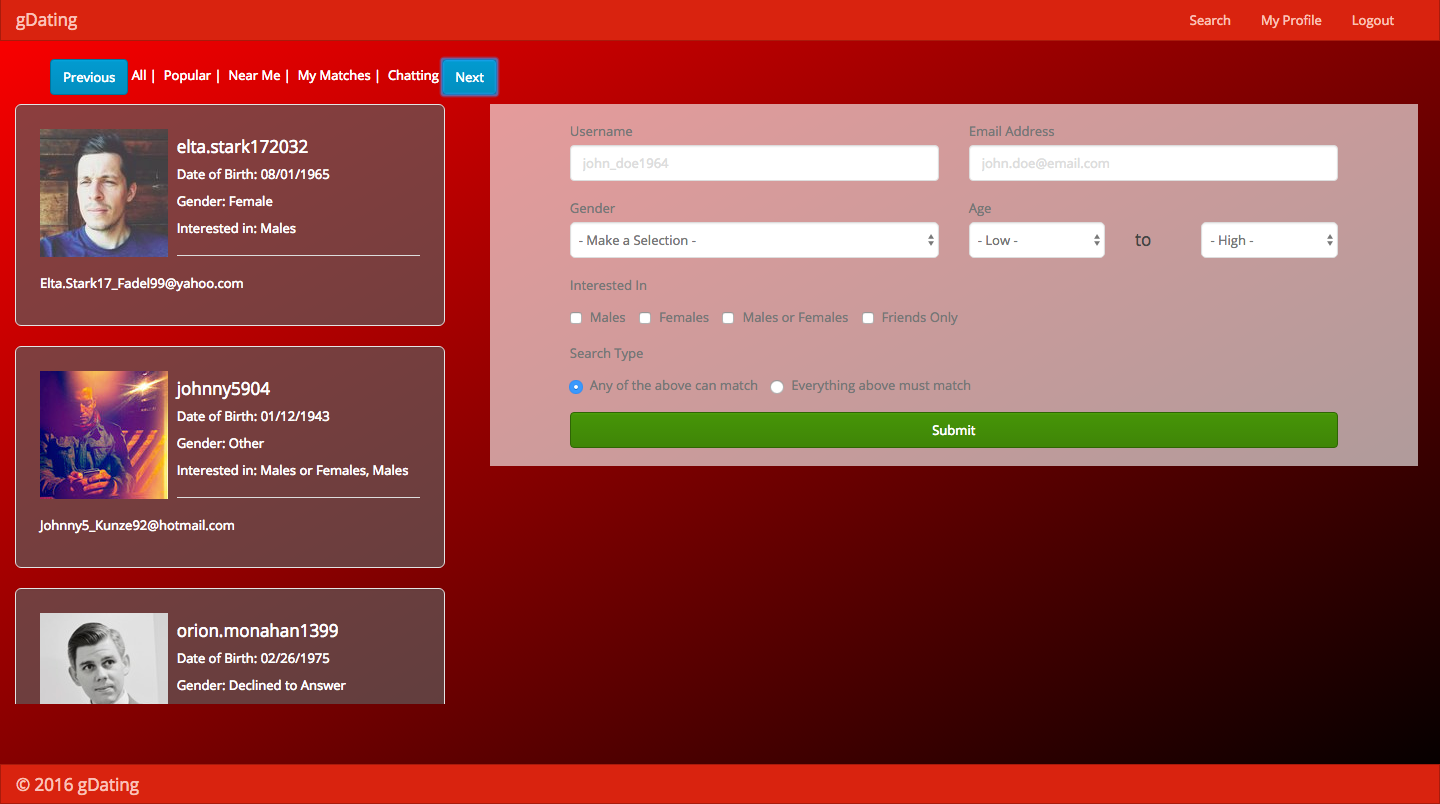 gDating
Search My Profile Logout
Previous All | Popular | Near Me | My Matches | Chatting Next
elta.stark172032
Date of Birth: 08/01/1965
Gender: Female
Interested in: Males
Elta.Stark17_Fadel99@yahoo.com
johnny5904
Date of Birth: 01/12/1943
Gender: Other
Interested in: Males or Females, Males
Johnny5_Kunze92@hotmail.com
orion.monahan1399
Date of Birth: 02/26/1975
Gender: Declined to Answer
Username Email Address
john_doe1964 john.doe@email.com
Gender Age
- Make a Selection - - Low - to - High -
Interested In
Males Females Males or Females Friends Only
Search Type
Any of the above can match Everything above must match
Submit
© 2016 gDating